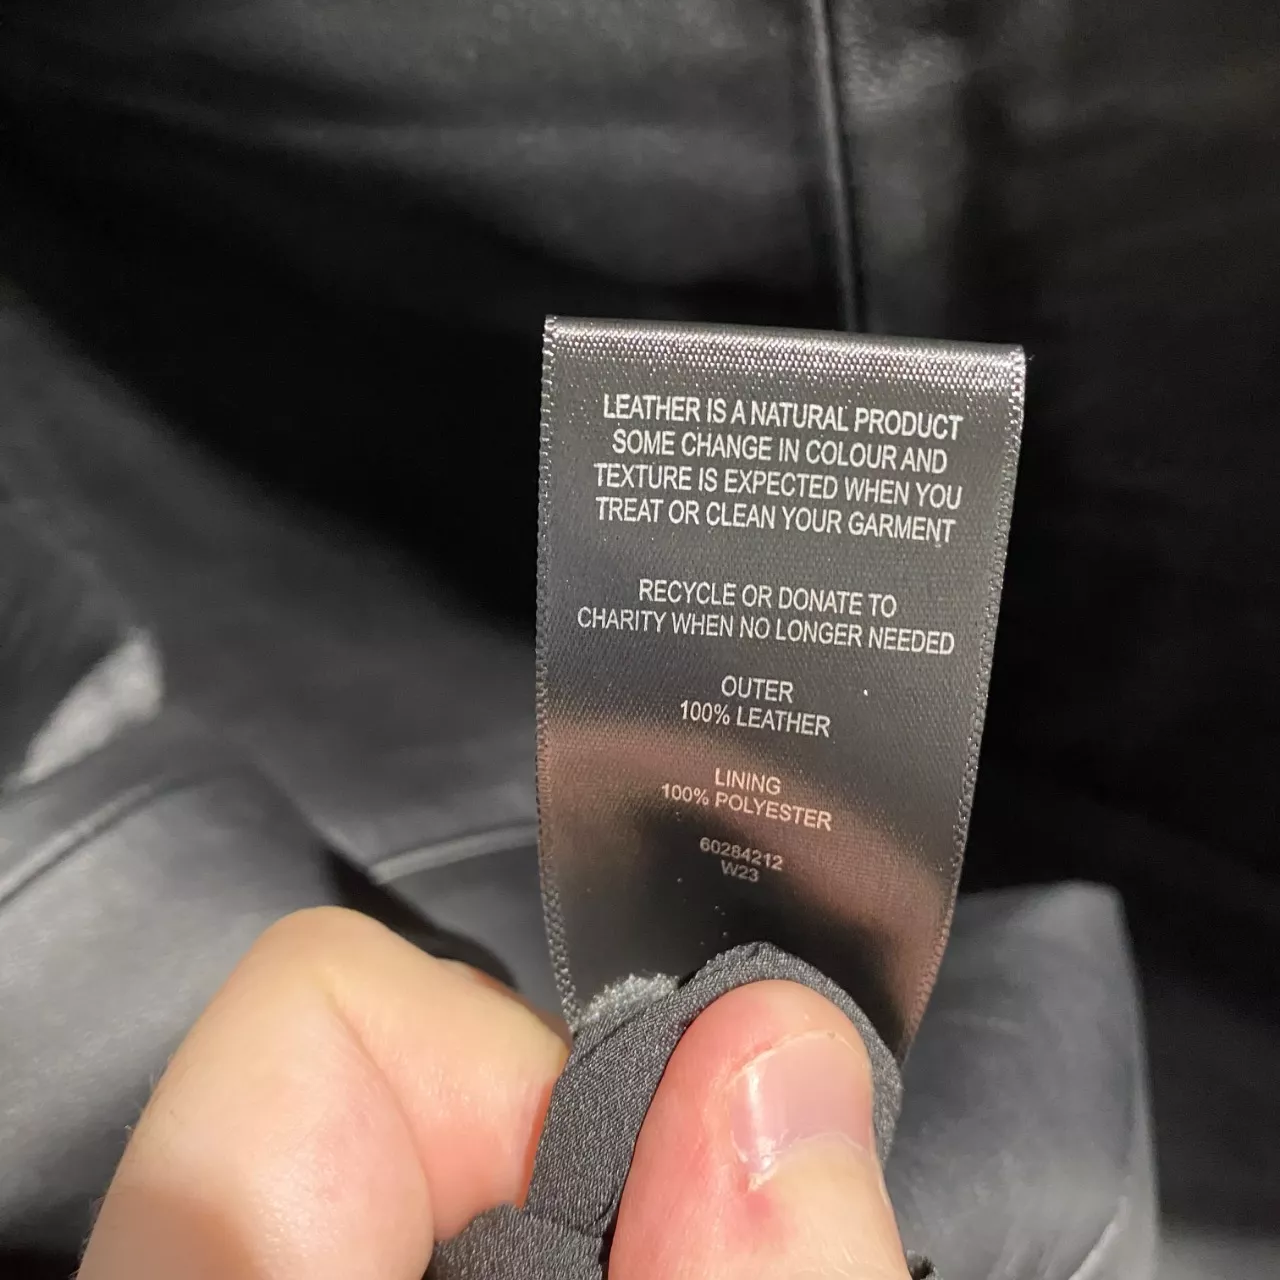 LEATHER IS A NATURAL PRODUCT
SOME CHANGE IN COLOUR AND
TEXTURE IS EXPECTED WHEN YOU
TREAT OR CLEAN YOUR GARMENT
RECYCLE OR DONATE TO
CHARITY WHEN NO LONGER NEEDED
OUTER
100% LEATHER
LINING
100% POLYESTER
60284212
W23